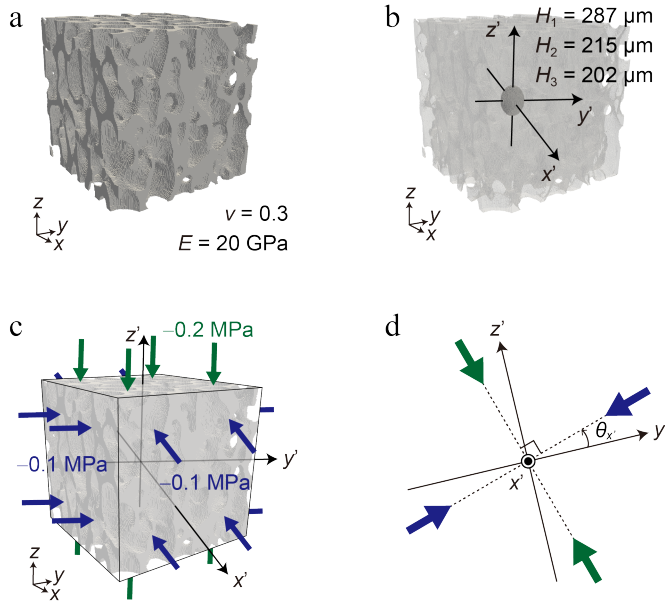 a
z
y
x
ν = 0.3
E = 20 GPa
b
H1 = 287 μm
H2 = 215 μm
H3 = 202 μm
z'
y'
x'
z
y
x
c
−0.2 MPa
z'
−0.1 MPa
−0.1 MPa
y'
x'
z
y
x
d
z'
y
θx'
x'